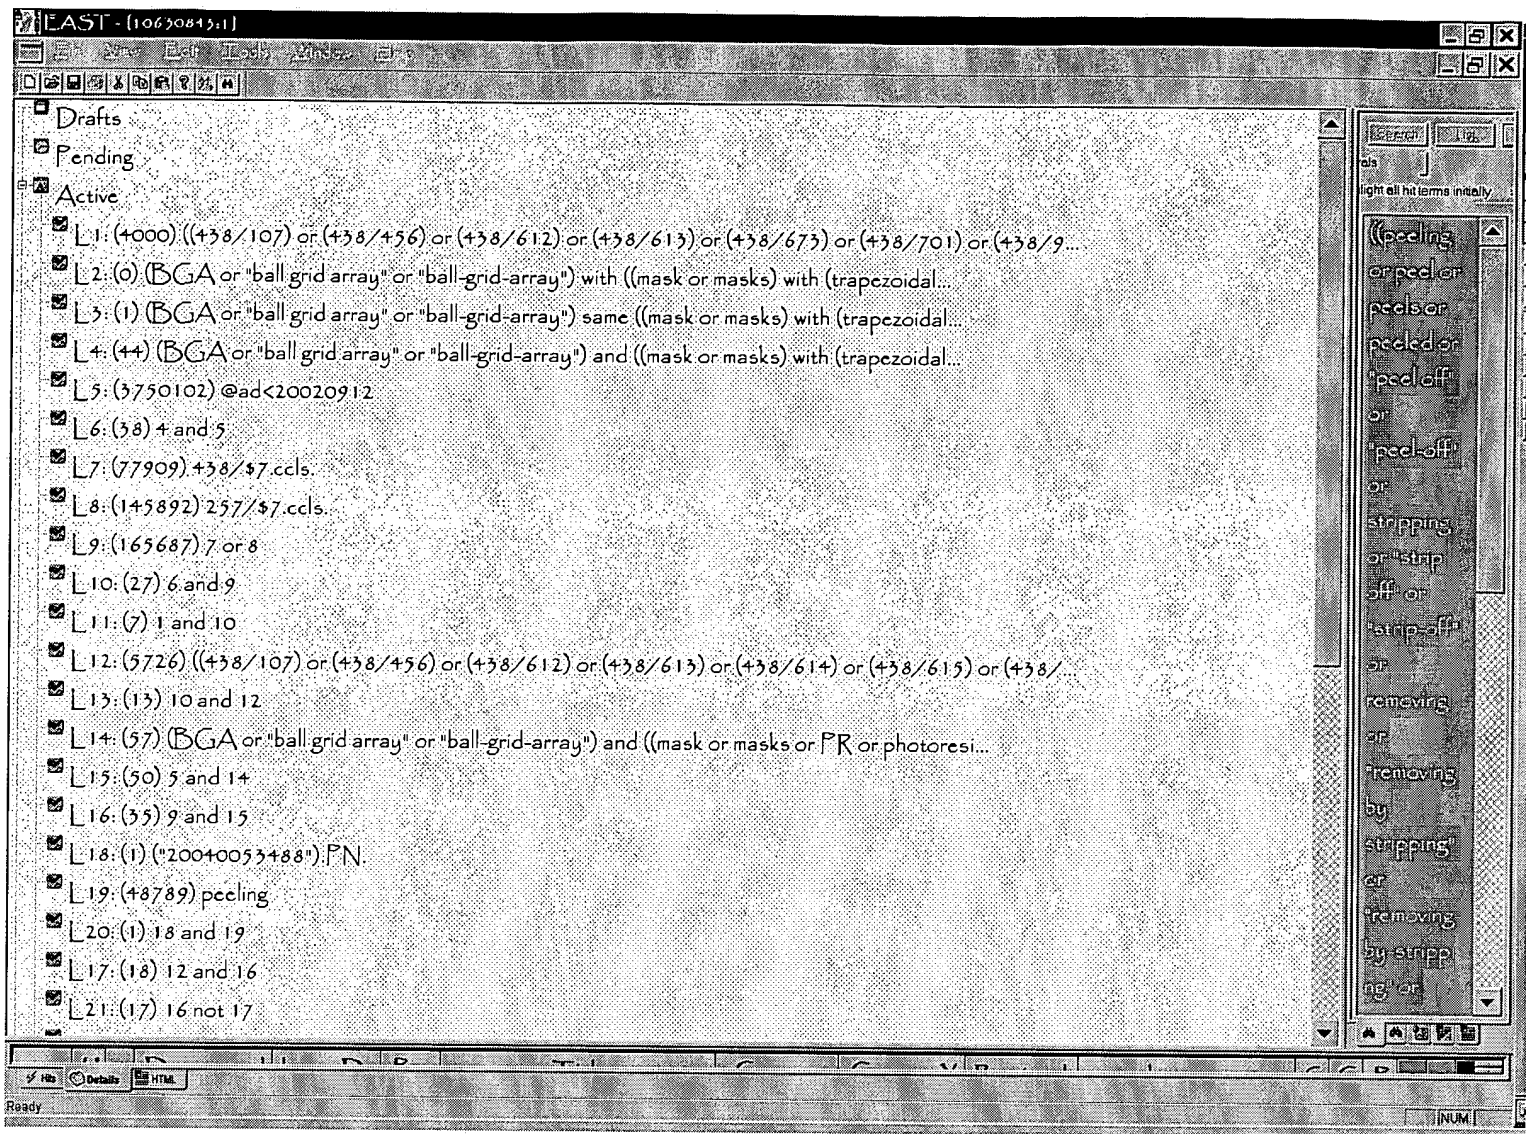 EAST - [10630843:1]
Drafts
Pending
Active
L1: (4000) ((438/107) or (438/456) or (438/612) or (438/613) or (438/673) or (438/701) or (438/9...
L2: (0) (BGA or "ball grid array" or "ball-grid-array") with ((mask or masks) with (trapezoidal...
L3: (1) (BGA or "ball grid array" or "ball-grid-array") same ((mask or masks) with (trapezoidal...
L4: (44) (BGA or "ball grid array" or "ball-grid-array") and ((mask or masks) with (trapezoidal...
L5: (3750102) @ad<20020912
L6: (38) 4 and 5
L7: (77909) 438/$7.ccls.
L8: (145892) 257/$7.ccls.
L9: (165687) 7 or 8
L10: (27) 6 and 9
L11: (7) 1 and 10
L12: (5726) ((438/107) or (438/456) or (438/612) or (438/613) or (438/614) or (438/615) or (438/...
L13: (13) 10 and 12
L14: (57) (BGA or "ball grid array" or "ball-grid-array") and ((mask or masks or PR or photoresi...
L15: (50) 5 and 14
L16: (35) 9 and 15
L18: (1) ("20040053488").PN.
L19: (48789) peeling
L20: (1) 18 and 19
L17: (18) 12 and 16
L21: (17) 16 not 17
Search
rals
light all hit terms initially
((peeling
or peel or
peels or
peeled or
"peel off"
or
"peel-off"
or
stripping
or "strip
off" or
"strip-off"
or
removing
or
"removing
by
stripping"
or
"removing
by-stripp
ng" or
Hits Details HTML
Ready
NUM